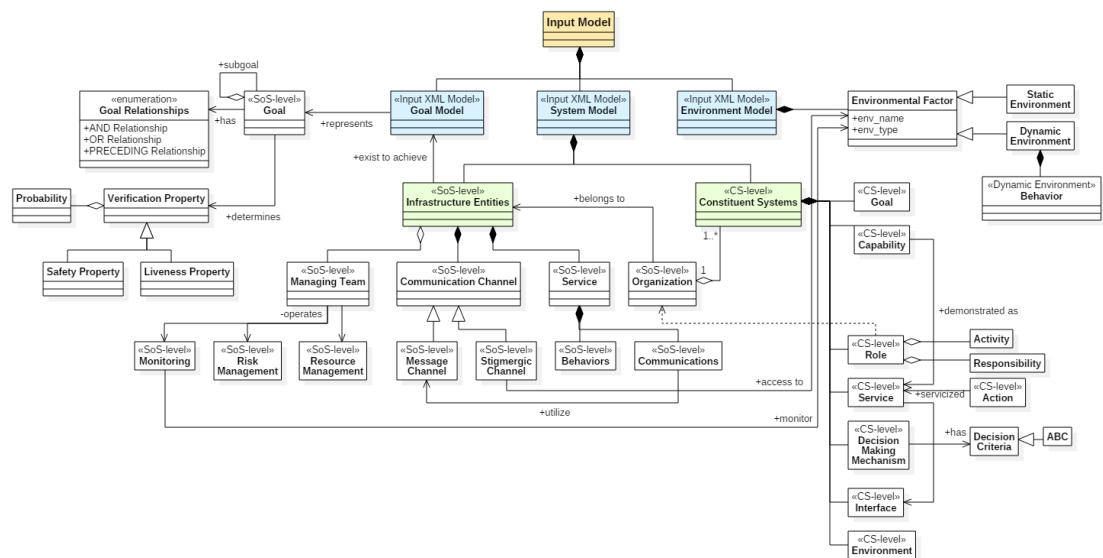 Input Model
+subgoal
«enumeration»
Goal Relationships
+AND Relationship
+OR Relationship
+PRECEDING Relationship
+has
«SoS-level»
Goal
+represents
«Input XML Model»
Goal Model
«Input XML Model»
System Model
«Input XML Model»
Environment Model
Environmental Factor
+env_name
+env_type
Static
Environment
Dynamic
Environment
«Dynamic Environment»
Behavior
+exist to achieve
Probability
Verification Property
+determines
Safety Property
Liveness Property
«SoS-level»
Infrastructure Entities
+belongs to
«CS-level»
Constituent Systems
1..*
1
«SoS-level»
Managing Team
«SoS-level»
Communication Channel
«SoS-level»
Service
«SoS-level»
Organization
-operates
«SoS-level»
Monitoring
«SoS-level»
Risk
Management
«SoS-level»
Resource
Management
«SoS-level»
Message
Channel
«SoS-level»
Stigmergic
Channel
«SoS-level»
Behaviors
«SoS-level»
Communications
+access to
+utilize
+monitor
«CS-level»
Goal
«CS-level»
Capability
+demonstrated as
«CS-level»
Role
Activity
Responsibility
«CS-level»
Service
+servicized
«CS-level»
Action
«CS-level»
Decision
Making
Mechanism
+has
Decision
Criteria
ABC
«CS-level»
Interface
«CS-level»
Environment